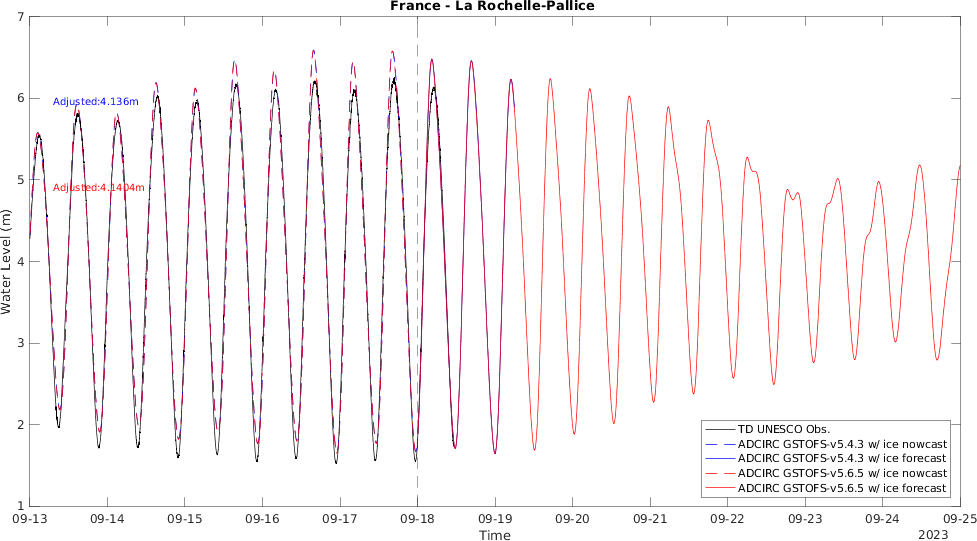 France - La Rochelle-Pallice
7
6
5
4
3
2
1
Water Level (m)
Adjusted:4.136m
Adjusted:4.1404m
TD UNESCO Obs.
ADCIRC GSTOFS-v5.4.3 w/ ice nowcast
ADCIRC GSTOFS-v5.4.3 w/ ice forecast
ADCIRC GSTOFS-v5.6.5 w/ ice nowcast
ADCIRC GSTOFS-v5.6.5 w/ ice forecast
09-13 09-14 09-15 09-16 09-17 09-18 09-19 09-20 09-21 09-22 09-23 09-24 09-25
Time
2023